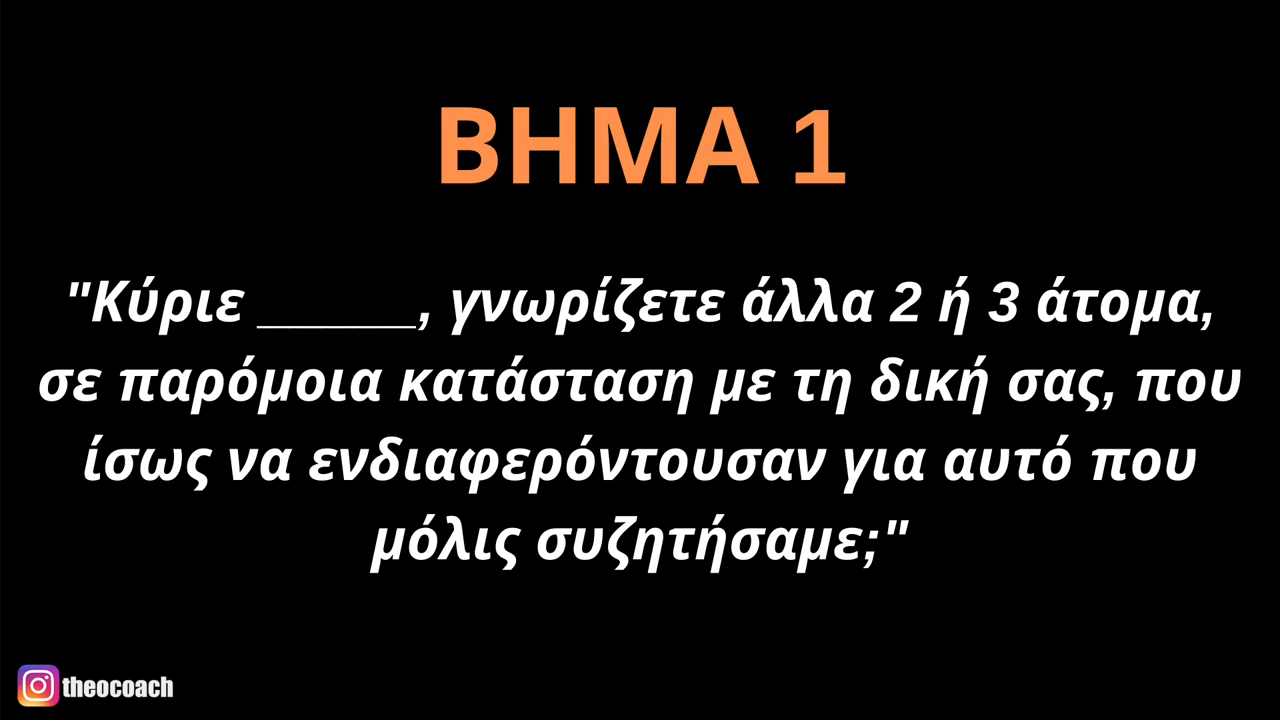 ΒΗΜΑ 1
"Κύριε _____, γνωρίζετε άλλα 2 ή 3 άτομα,
σε παρόμοια κατάσταση με τη δική σας, που
ίσως να ενδιαφερόντουσαν για αυτό που
μόλις συζητήσαμε;"
theocoach